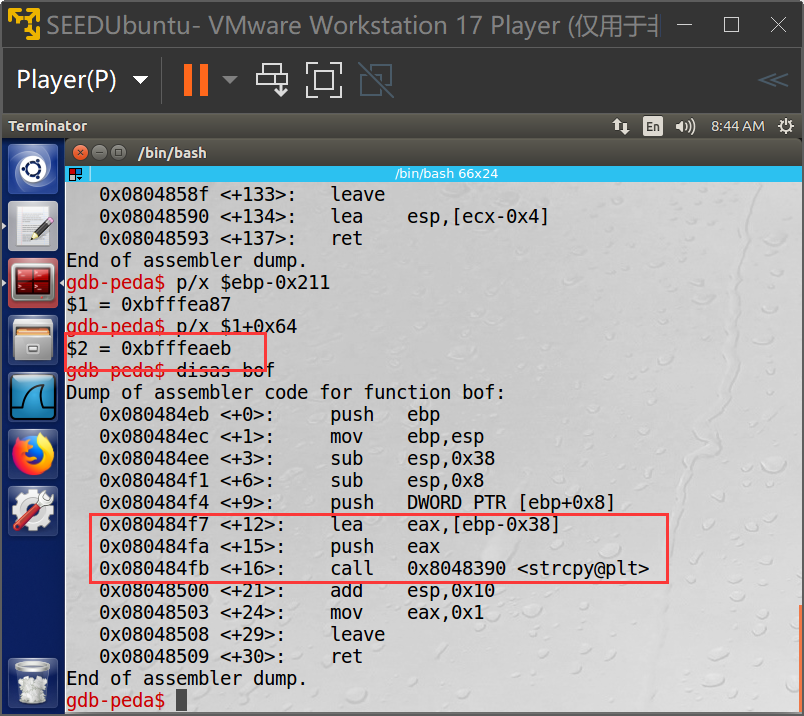 SEEDUbuntu- VMware Workstation 17 Player (仅用于非
Player(P)
Terminator
En
8:44 AM
/bin/bash
/bin/bash 66x24
0x0804858f <+133>: leave
0x08048590 <+134>: lea esp,[ecx-0x4]
0x08048593 <+137>: ret
End of assembler dump.
gdb-peda$ p/x $ebp-0x211
$1 = 0xbfffea87
gdb-peda$ p/x $1+0x64
$2 = 0xbfffeaeb
gdb-peda$ disas bof
Dump of assembler code for function bof:
0x080484eb <+0>: push ebp
0x080484ec <+1>: mov ebp,esp
0x080484ee <+3>: sub esp,0x38
0x080484f1 <+6>: sub esp,0x8
0x080484f4 <+9>: push DWORD PTR [ebp+0x8]
0x080484f7 <+12>: lea eax,[ebp-0x38]
0x080484fa <+15>: push eax
0x080484fb <+16>: call 0x8048390 <strcpy@plt>
0x08048500 <+21>: add esp,0x10
0x08048503 <+24>: mov eax,0x1
0x08048508 <+29>: leave
0x08048509 <+30>: ret
End of assembler dump.
gdb-peda$